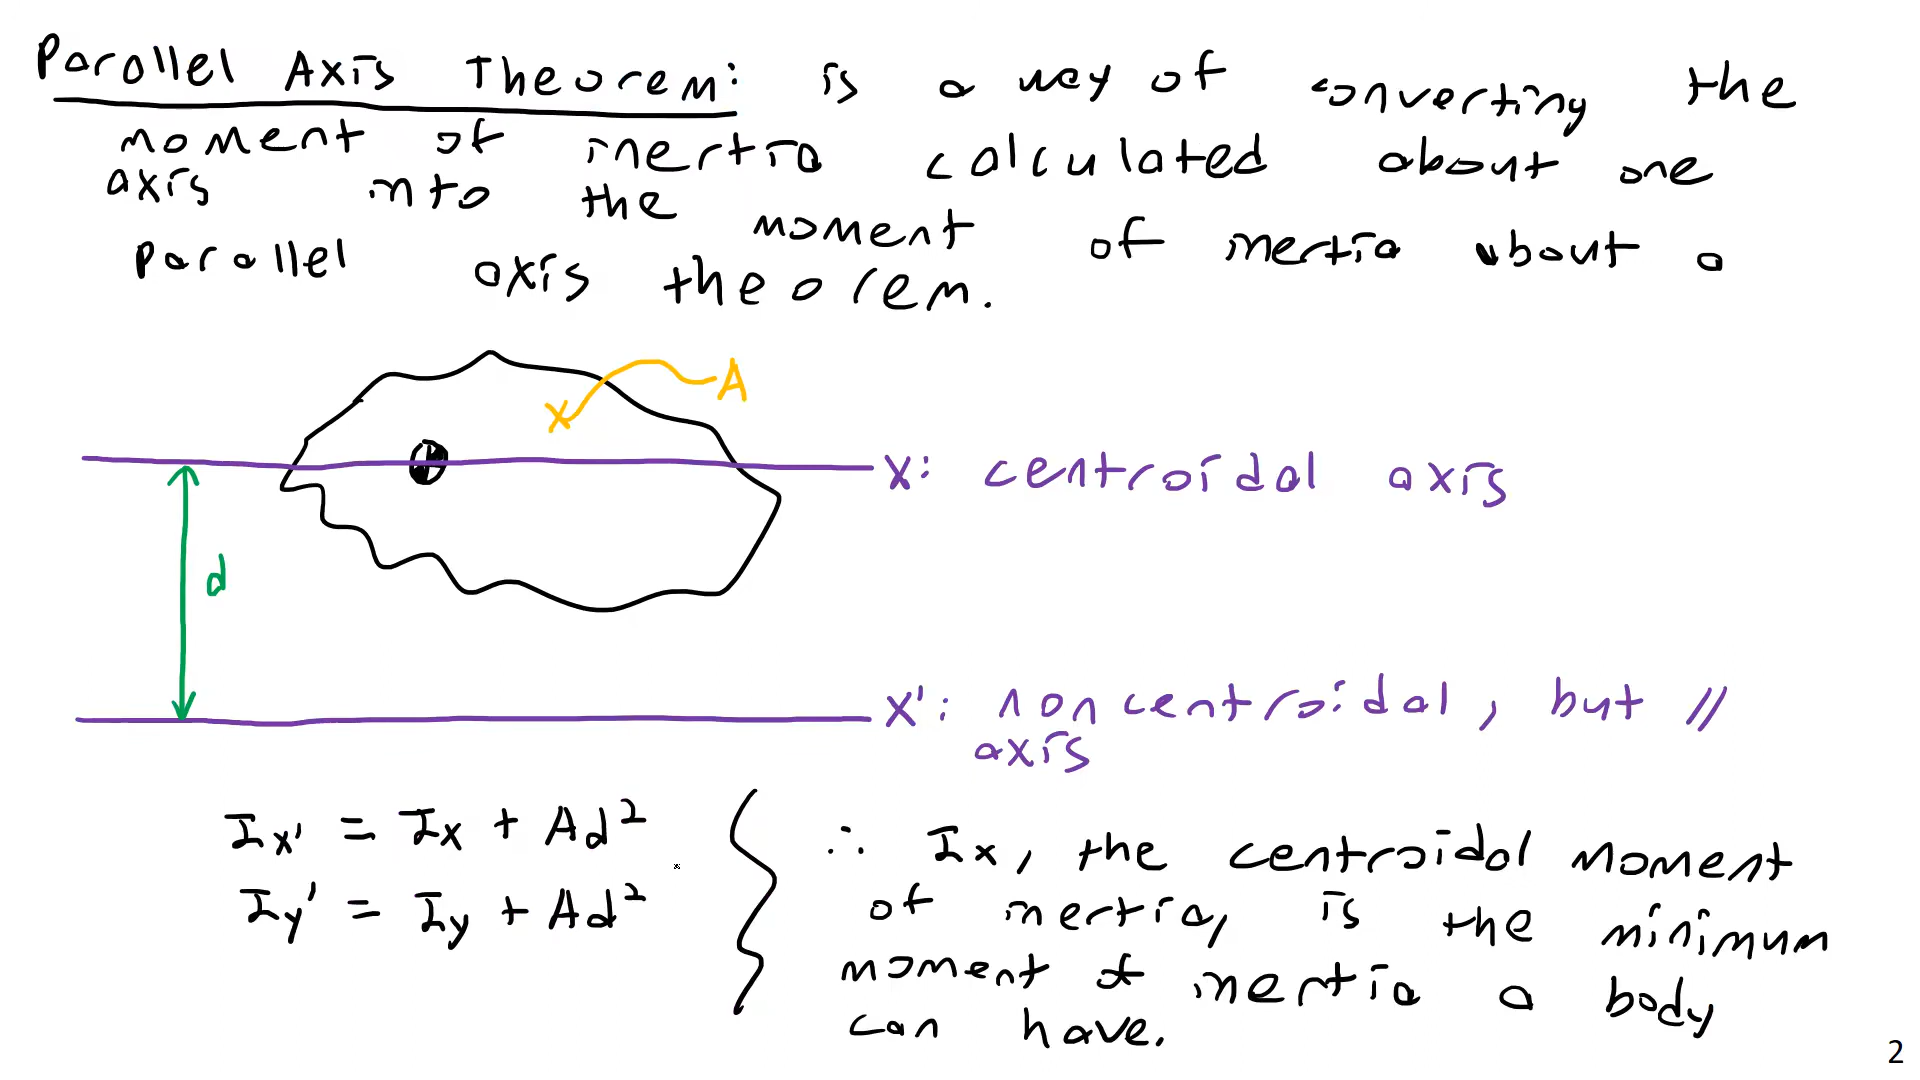 Parallel Axis Theorem: is a way of converting the
moment of inertia calculated about one
axis into the moment of inertia about a
parallel axis theorem.
A
X: centroidal axis
d
X': noncentroidal, but //
axis
Ix' = Ix + Ad²
Iy' = Iy + Ad²
∴ Ix, the centroidal moment
of inertia, is the minimum
moment of inertia a body
can have.
2